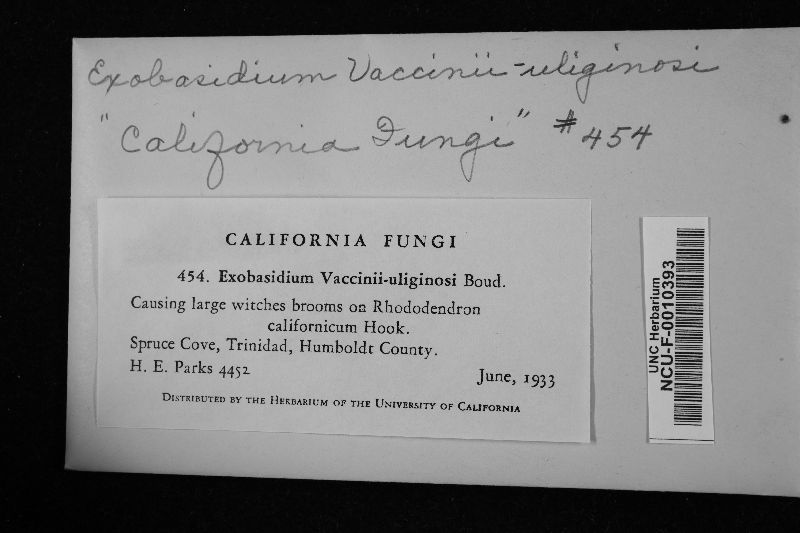 Exobasidium Vaccinii-uliginosi
"California Fungi" #454
CALIFORNIA FUNGI
454. Exobasidium Vaccinii-uliginosi Boud.
Causing large witches brooms on Rhododendron
californicum Hook.
Spruce Cove, Trinidad, Humboldt County.
H. E. Parks 4452
June, 1933
DISTRIBUTED BY THE HERBARIUM OF THE UNIVERSITY OF CALIFORNIA
UNC Herbarium
NCU-F-0010393